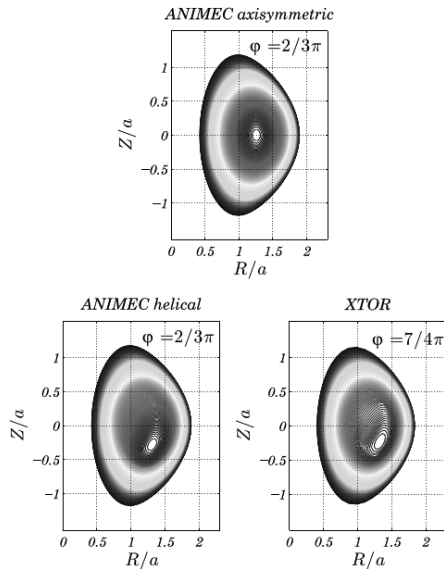 ANIMEC axisymmetric
φ =2/3π
1
0.5
0
-0.5
-1
Z/a
0 0.5 1 1.5 2
R/a
ANIMEC helical
φ =2/3π
1
0.5
0
-0.5
-1
Z/a
0 0.5 1 1.5 2
R/a
XTOR
φ =7/4π
1
0.5
0
-0.5
-1
Z/a
0 0.5 1 1.5 2
R/a